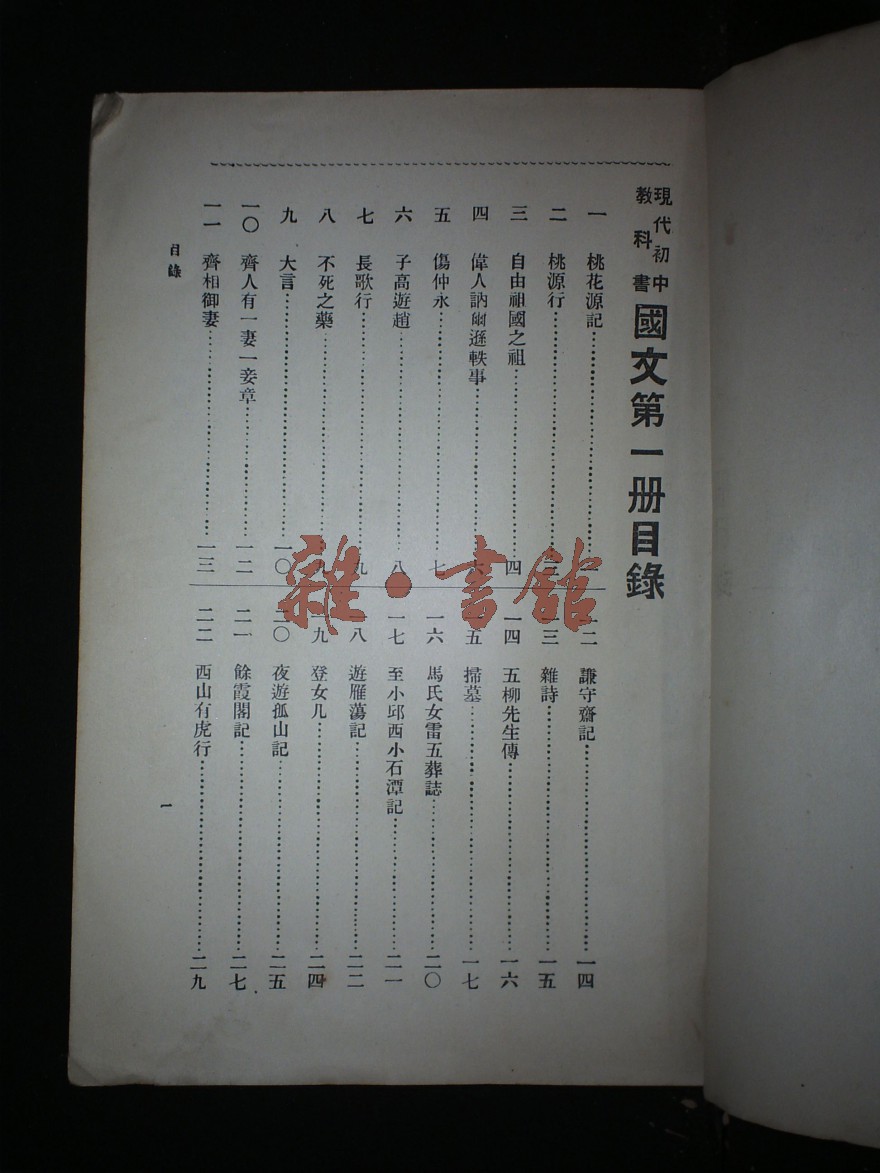 現代初中
教科書
國文第一册目錄
一 桃花源記……一
二 桃源行
三 自由祖國之祖……四
四 偉人訥爾遜軼事……六
五 傷仲永……七
六 子高遊趙……八
七 長歌行……九
八 不死之藥……九
九 大言……一〇
一〇 齊人有一妻一妾章……一二
一一 齊相御妻……一三
一二 謙守齋記……一四
一三 雜詩……一五
一四 五柳先生傳……一六
一五 掃墓……一七
一六 馬氏女雷五葬誌……二〇
一七 至小邱西小石潭記……二一
一八 遊雁蕩記……二二
一九 登女几……二四
二〇 夜遊孤山記……二五
二一 餘霞閣記……二七
二二 西山有虎行……二九
目錄
一
雜·書館